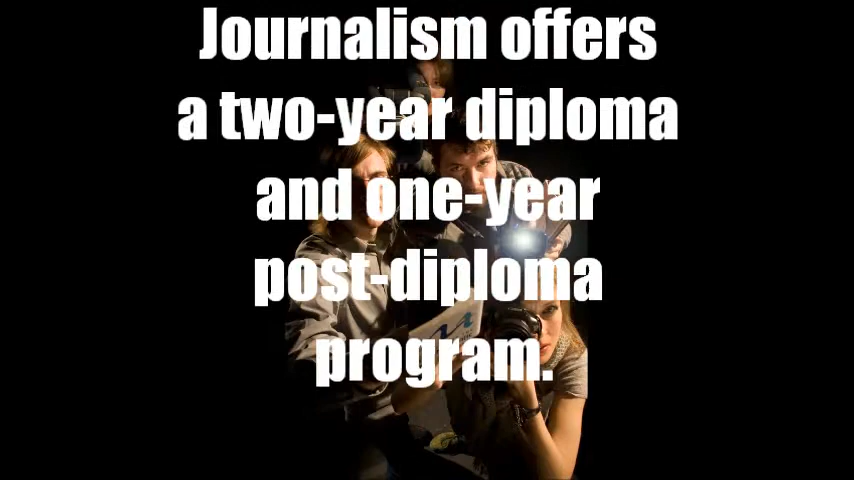 Journalism offers
a two-year diploma
and one-year
post-diploma
program.